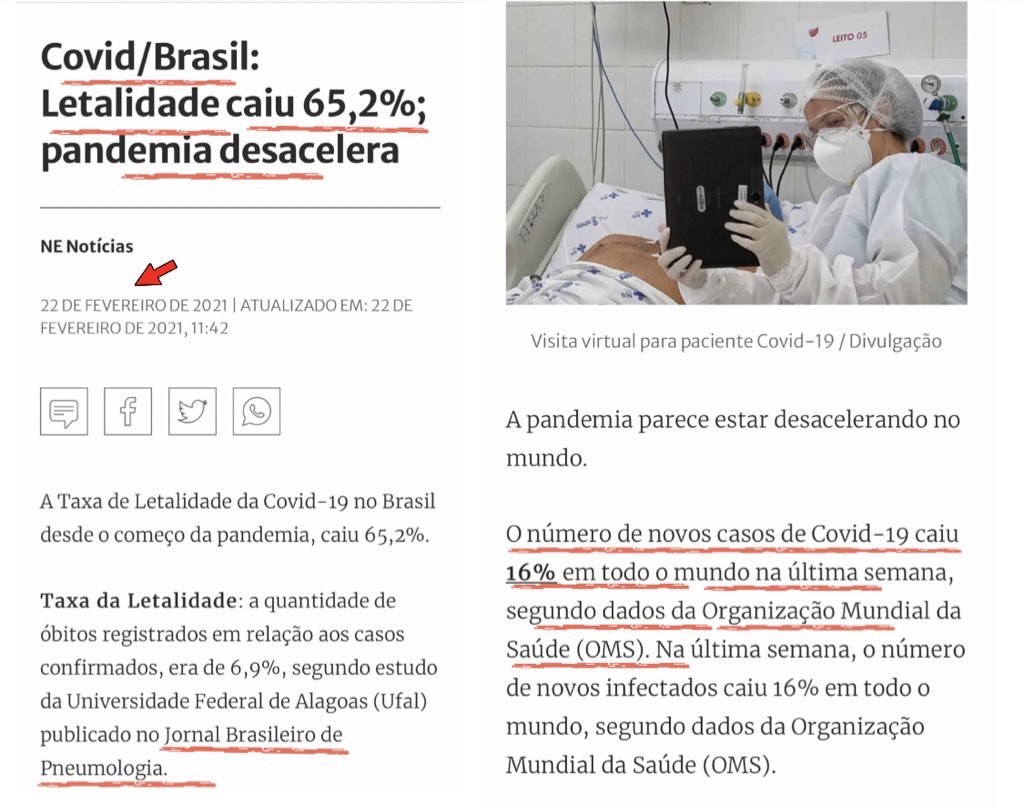 Covid/Brasil:
Letalidade caiu 65,2%;
pandemia desacelera
NE Notícias
22 DE FEVEREIRO DE 2021 | ATUALIZADO EM: 22 DE
FEVEREIRO DE 2021, 11:42
A Taxa de Letalidade da Covid-19 no Brasil
desde o começo da pandemia, caiu 65,2%.
Taxa da Letalidade: a quantidade de
óbitos registrados em relação aos casos
confirmados, era de 6,9%, segundo estudo
da Universidade Federal de Alagoas (Ufal)
publicado no Jornal Brasileiro de
Pneumologia.
LEITO 05
Visita virtual para paciente Covid-19 / Divulgação
A pandemia parece estar desacelerando no
mundo.
O número de novos casos de Covid-19 caiu
16% em todo o mundo na última semana,
segundo dados da Organização Mundial da
Saúde (OMS). Na última semana, o número
de novos infectados caiu 16% em todo o
mundo, segundo dados da Organização
Mundial da Saúde (OMS).